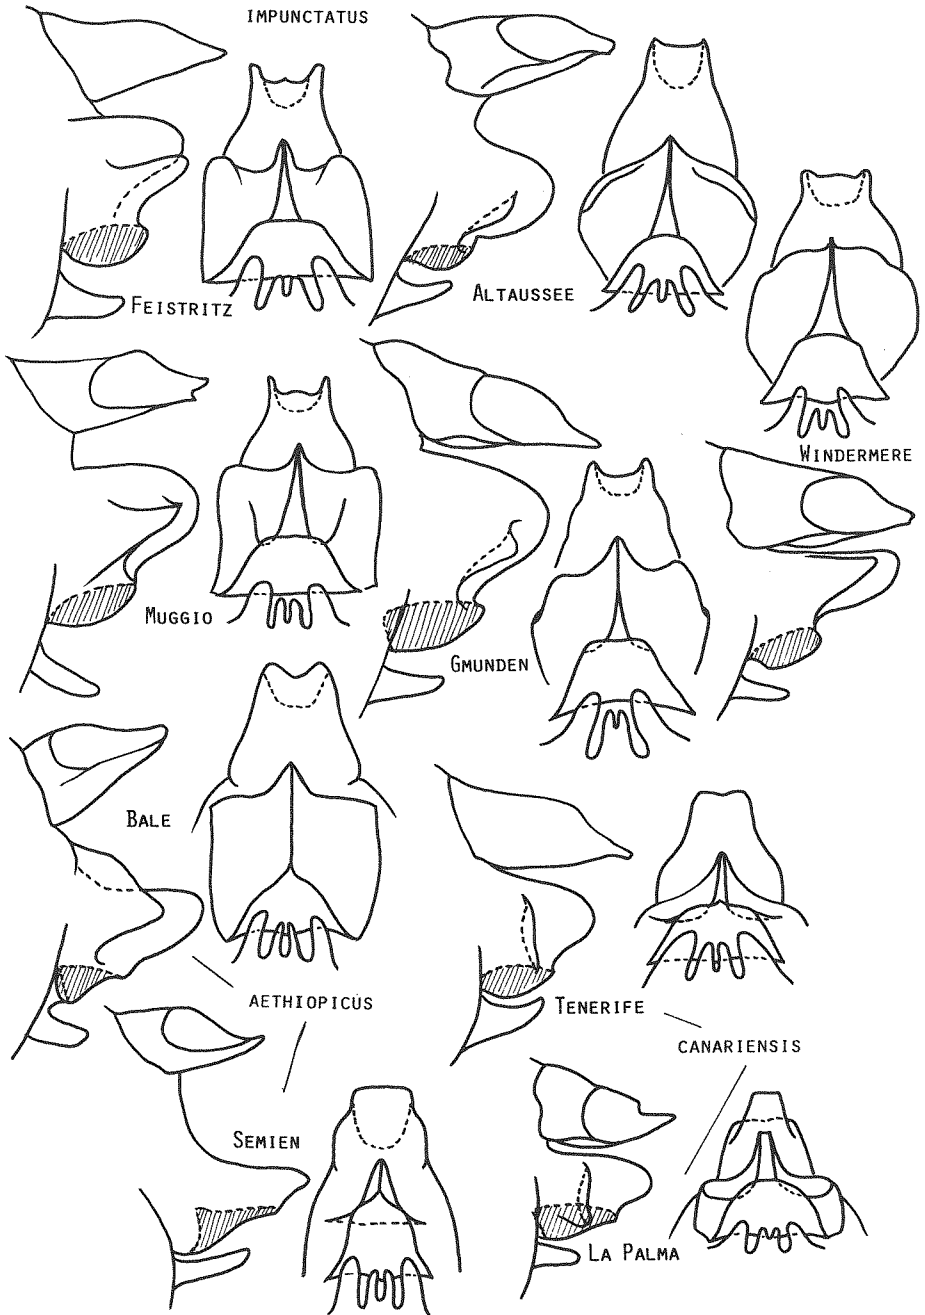 IMPUNCTATUS
FEISTRITZ
ALTAUSSEE
WINDERMERE
MUGGIO
GMUNDEN
BALE
AETHIOPICUS
TENERIFE
CANARIENSIS
SEMIEN
LA PALMA